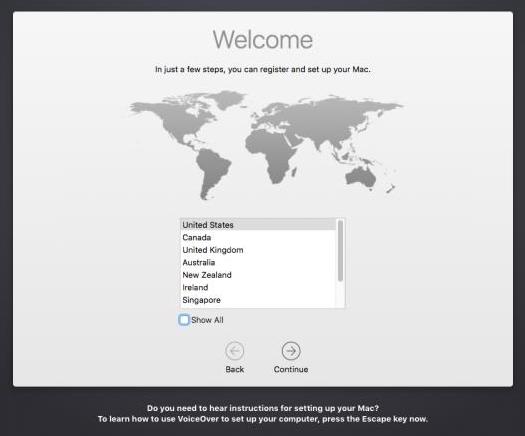 Welcome
In just a few steps, you can register and set up your Mac.
United States
Canada
United Kingdom
Australia
New Zealand
Ireland
Singapore
Show All
Back
Continue
Do you need to hear instructions for setting up your Mac?
To learn how to use VoiceOver to set up your computer, press the Escape key now.